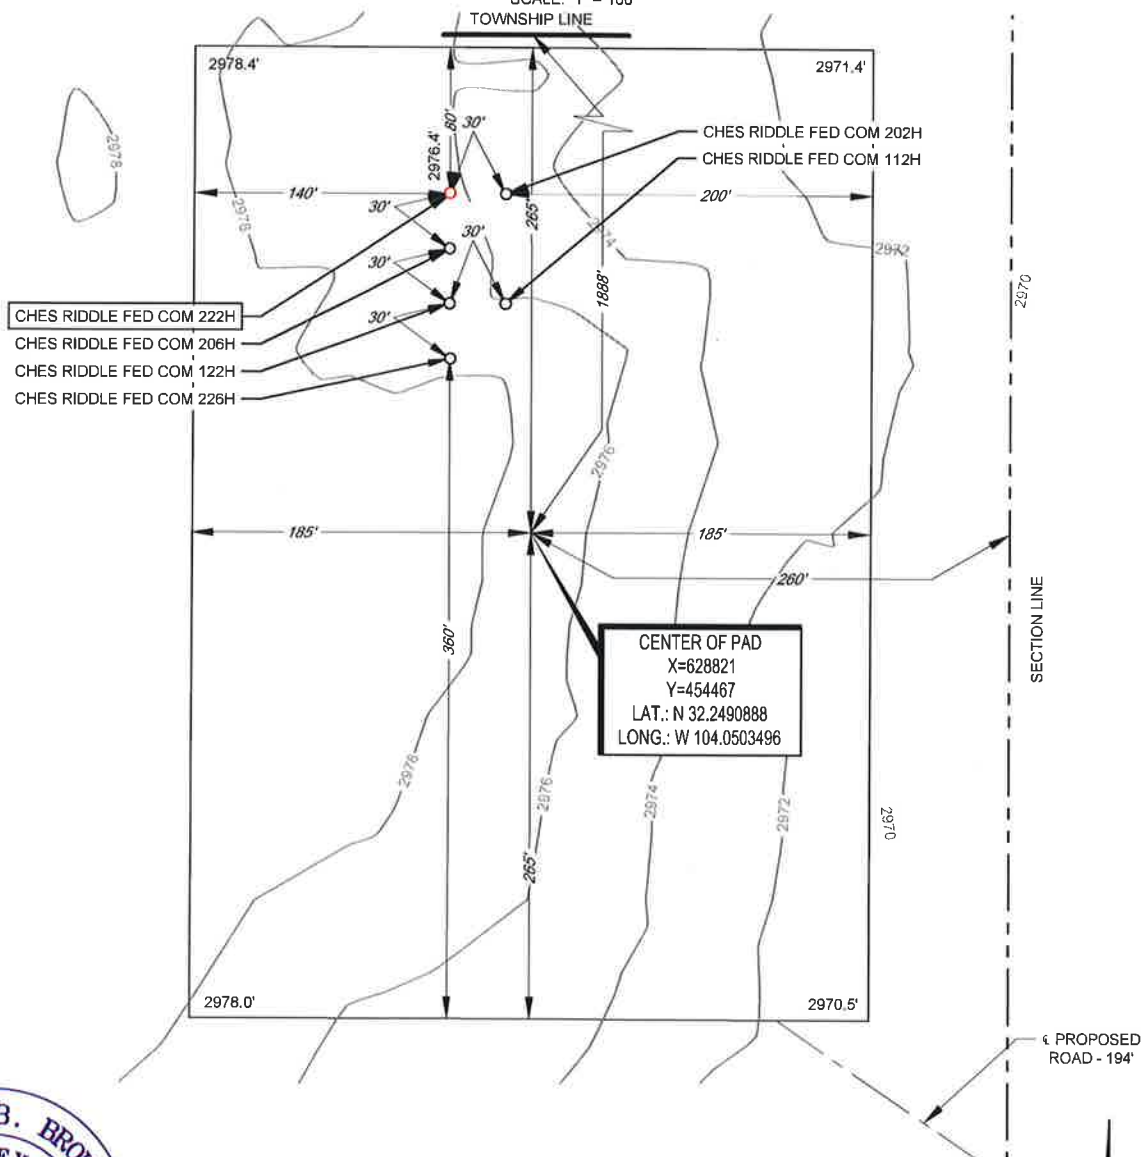 TOWNSHIP LINE
2978.4'
2971.4'
80'
30'
2976.4'
CHES RIDDLE FED COM 202H
CHES RIDDLE FED COM 112H
2978
140'
200'
2978
30'
265'
30'
2974
2972
30'
1888'
2970
CHES RIDDLE FED COM 222H
30'
CHES RIDDLE FED COM 206H
CHES RIDDLE FED COM 122H
CHES RIDDLE FED COM 226H
2976
185'
185'
260'
SECTION LINE
360'
CENTER OF PAD
X=628821
Y=454467
LAT.: N 32.2490888
LONG.: W 104.0503496
2978
2976
2974
2972
2970
265'
2978.0'
2970.5'
℄ PROPOSED
ROAD - 194'
B. BRO